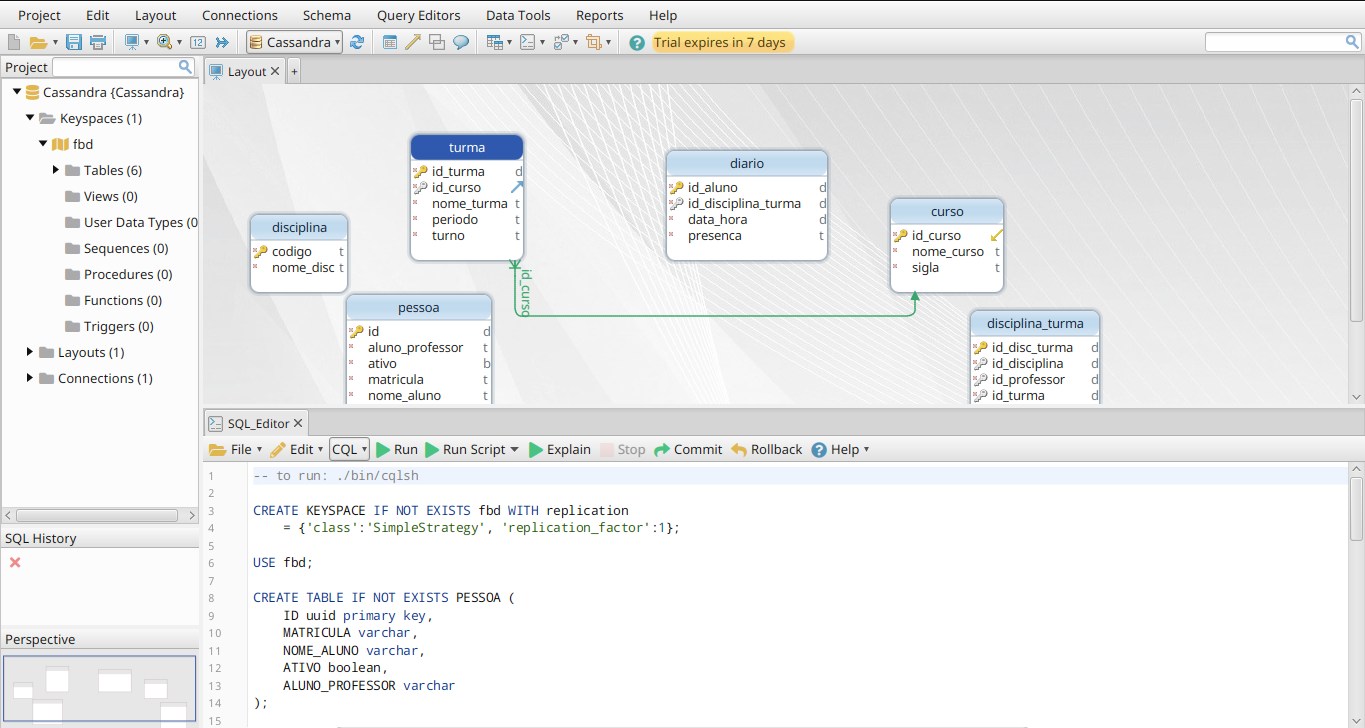 Project Edit Layout Connections Schema Query Editors Data Tools Reports Help
12 Cassandra Trial expires in 7 days
Project
Cassandra {Cassandra}
Keyspaces (1)
fbd
Tables (6)
Views (0)
User Data Types (0
Sequences (0)
Procedures (0)
Functions (0)
Triggers (0)
Layouts (1)
Connections (1)
SQL History
Perspective
Layout +
disciplina
codigo t
nome_disc t
turma
id_turma d
id_curso
nome_turma t
periodo t
turno t
id_curso
pessoa
id d
aluno_professor t
ativo b
matricula t
nome_aluno t
diario
id_aluno d
id_disciplina_turma d
data_hora d
presenca t
curso
id_curso
nome_curso t
sigla t
disciplina_turma
id_disc_turma d
id_disciplina d
id_professor d
id_turma d
SQL_Editor
File Edit CQL Run Run Script Explain Stop Commit Rollback Help
1 -- to run: ./bin/cqlsh
2
3 CREATE KEYSPACE IF NOT EXISTS fbd WITH replication
4 = {'class':'SimpleStrategy', 'replication_factor':1};
5
6 USE fbd;
7
8 CREATE TABLE IF NOT EXISTS PESSOA (
9 ID uuid primary key,
10 MATRICULA varchar,
11 NOME_ALUNO varchar,
12 ATIVO boolean,
13 ALUNO_PROFESSOR varchar
14 );
15